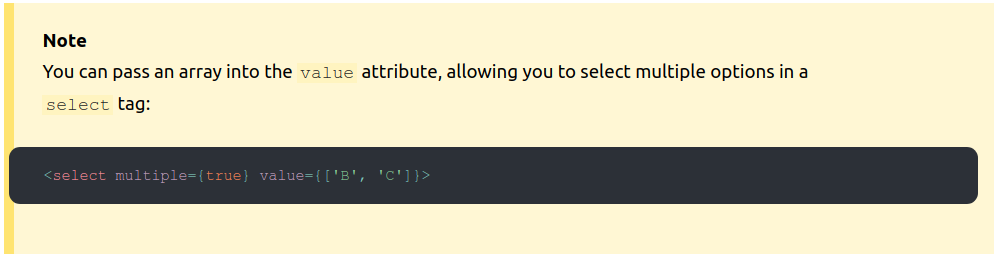 Note
You can pass an array into the value attribute, allowing you to select multiple options in a
select tag:
<select multiple={true} value={['B', 'C']}>